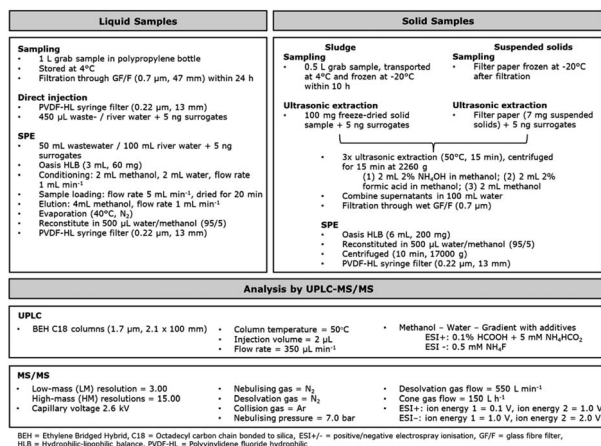 Liquid Samples
Sampling
• 1 L grab sample in polypropylene bottle
• Stored at 4°C
• Filtration through GF/F (0.7 µm, 47 mm) within 24 h
Direct injection
• PVDF-HL syringe filter (0.22 µm, 13 mm)
• 450 µL waste- / river water + 5 ng surrogates
SPE
• 50 mL wastewater / 100 mL river water + 5 ng
surrogates
• Oasis HLB (3 mL, 60 mg)
• Conditioning: 2 mL methanol, 2 mL water, flow rate
1 mL min⁻¹
• Sample loading: flow rate 5 mL min⁻¹, dried for 20 min
• Elution: 4mL methanol, flow rate 1 mL min⁻¹
• Evaporation (40°C, N₂)
• Reconstitute in 500 µL water/methanol (95/5)
• PVDF-HL syringe filter (0.22 µm, 13 mm)
Solid Samples
Sludge
Sampling
• 0.5 L grab sample, transported
at 4°C and frozen at -20°C
within 10 h
Ultrasonic extraction
• 100 mg freeze-dried solid
sample + 5 ng surrogates
Suspended solids
Sampling
• Filter paper frozen at -20°C
after filtration
Ultrasonic extraction
• Filter paper (7 mg suspended
solids) + 5 ng surrogates
• 3x ultrasonic extraction (50°C, 15 min), centrifuged
for 15 min at 2260 g
(1) 2 mL 2% NH₄OH in methanol; (2) 2 mL 2%
formic acid in methanol; (3) 2 mL methanol
• Combine supernatants in 100 mL water
• Filtration through wet GF/F (0.7 µm)
SPE
• Oasis HLB (6 mL, 200 mg)
• Reconstituted in 500 µL water/methanol (95/5)
• Centrifuged (10 min, 17000 g)
• PVDF-HL syringe filter (0.22 µm, 13 mm)
Analysis by UPLC-MS/MS
UPLC
• BEH C18 columns (1.7 µm, 2.1 x 100 mm)
• Column temperature = 50°C
• Injection volume = 2 µL
• Flow rate = 350 µL min⁻¹
• Methanol – Water – Gradient with additives
ESI+: 0.1% HCOOH + 5 mM NH₄HCO₂
ESI -: 0.5 mM NH₄F
MS/MS
• Low-mass (LM) resolution = 3.00
High-mass (HM) resolutions = 15.00
• Capillary voltage 2.6 kV
• Nebulising gas = N₂
• Desolvation gas = N₂
• Collision gas = Ar
• Nebulising pressure = 7.0 bar
• Desolvation gas flow = 550 L min⁻¹
• Cone gas flow = 150 L h⁻¹
• ESI+: ion energy 1 = 0.1 V, ion energy 2 = 1.0 V
• ESI–: ion energy 1 = 1.0 V, ion energy 2 = 2.0 V
BEH = Ethylene Bridged Hybrid, C18 = Octadecyl carbon chain bonded to silica, ESI+/- = positive/negative electrospray ionisation, GF/F = glass fibre filter,
HLB = Hydrophilic-lipophilic balance, PVDF-HL = Polyvinylidene fluoride hydrophilic